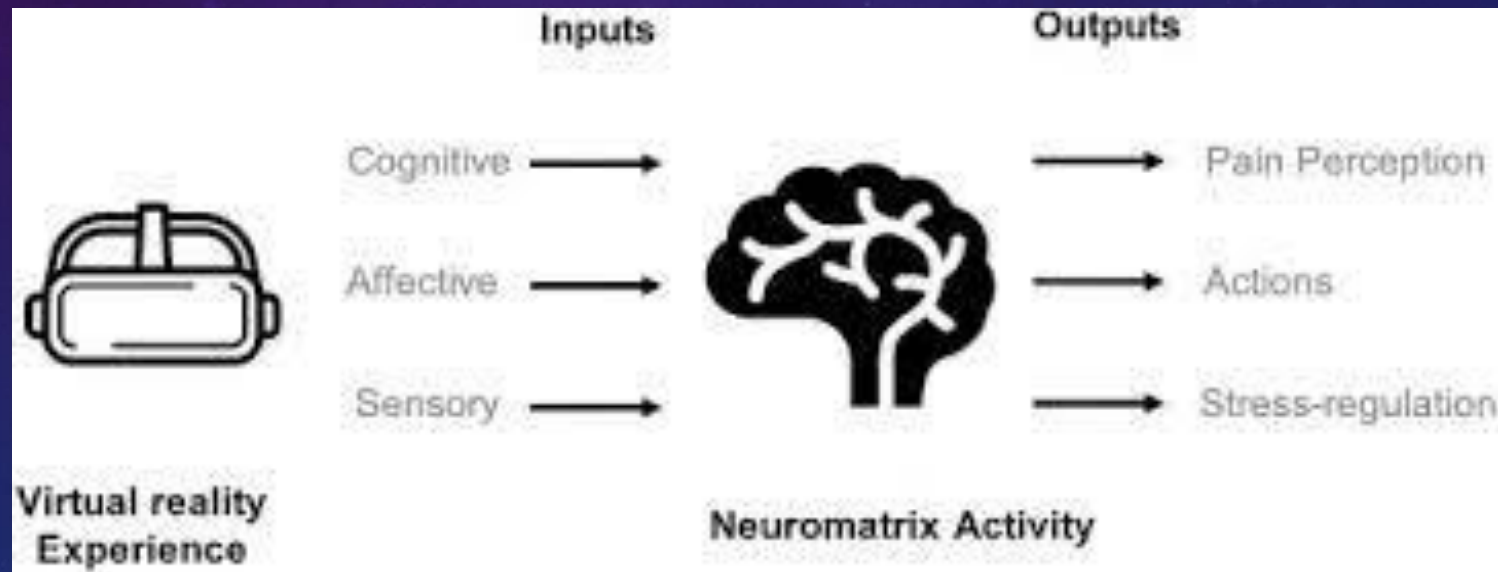 Inputs
Outputs
Cognitive
Pain Perception
Affective
Actions
Sensory
Stress-regulation
Virtual reality
Experience
Neuromatrix Activity